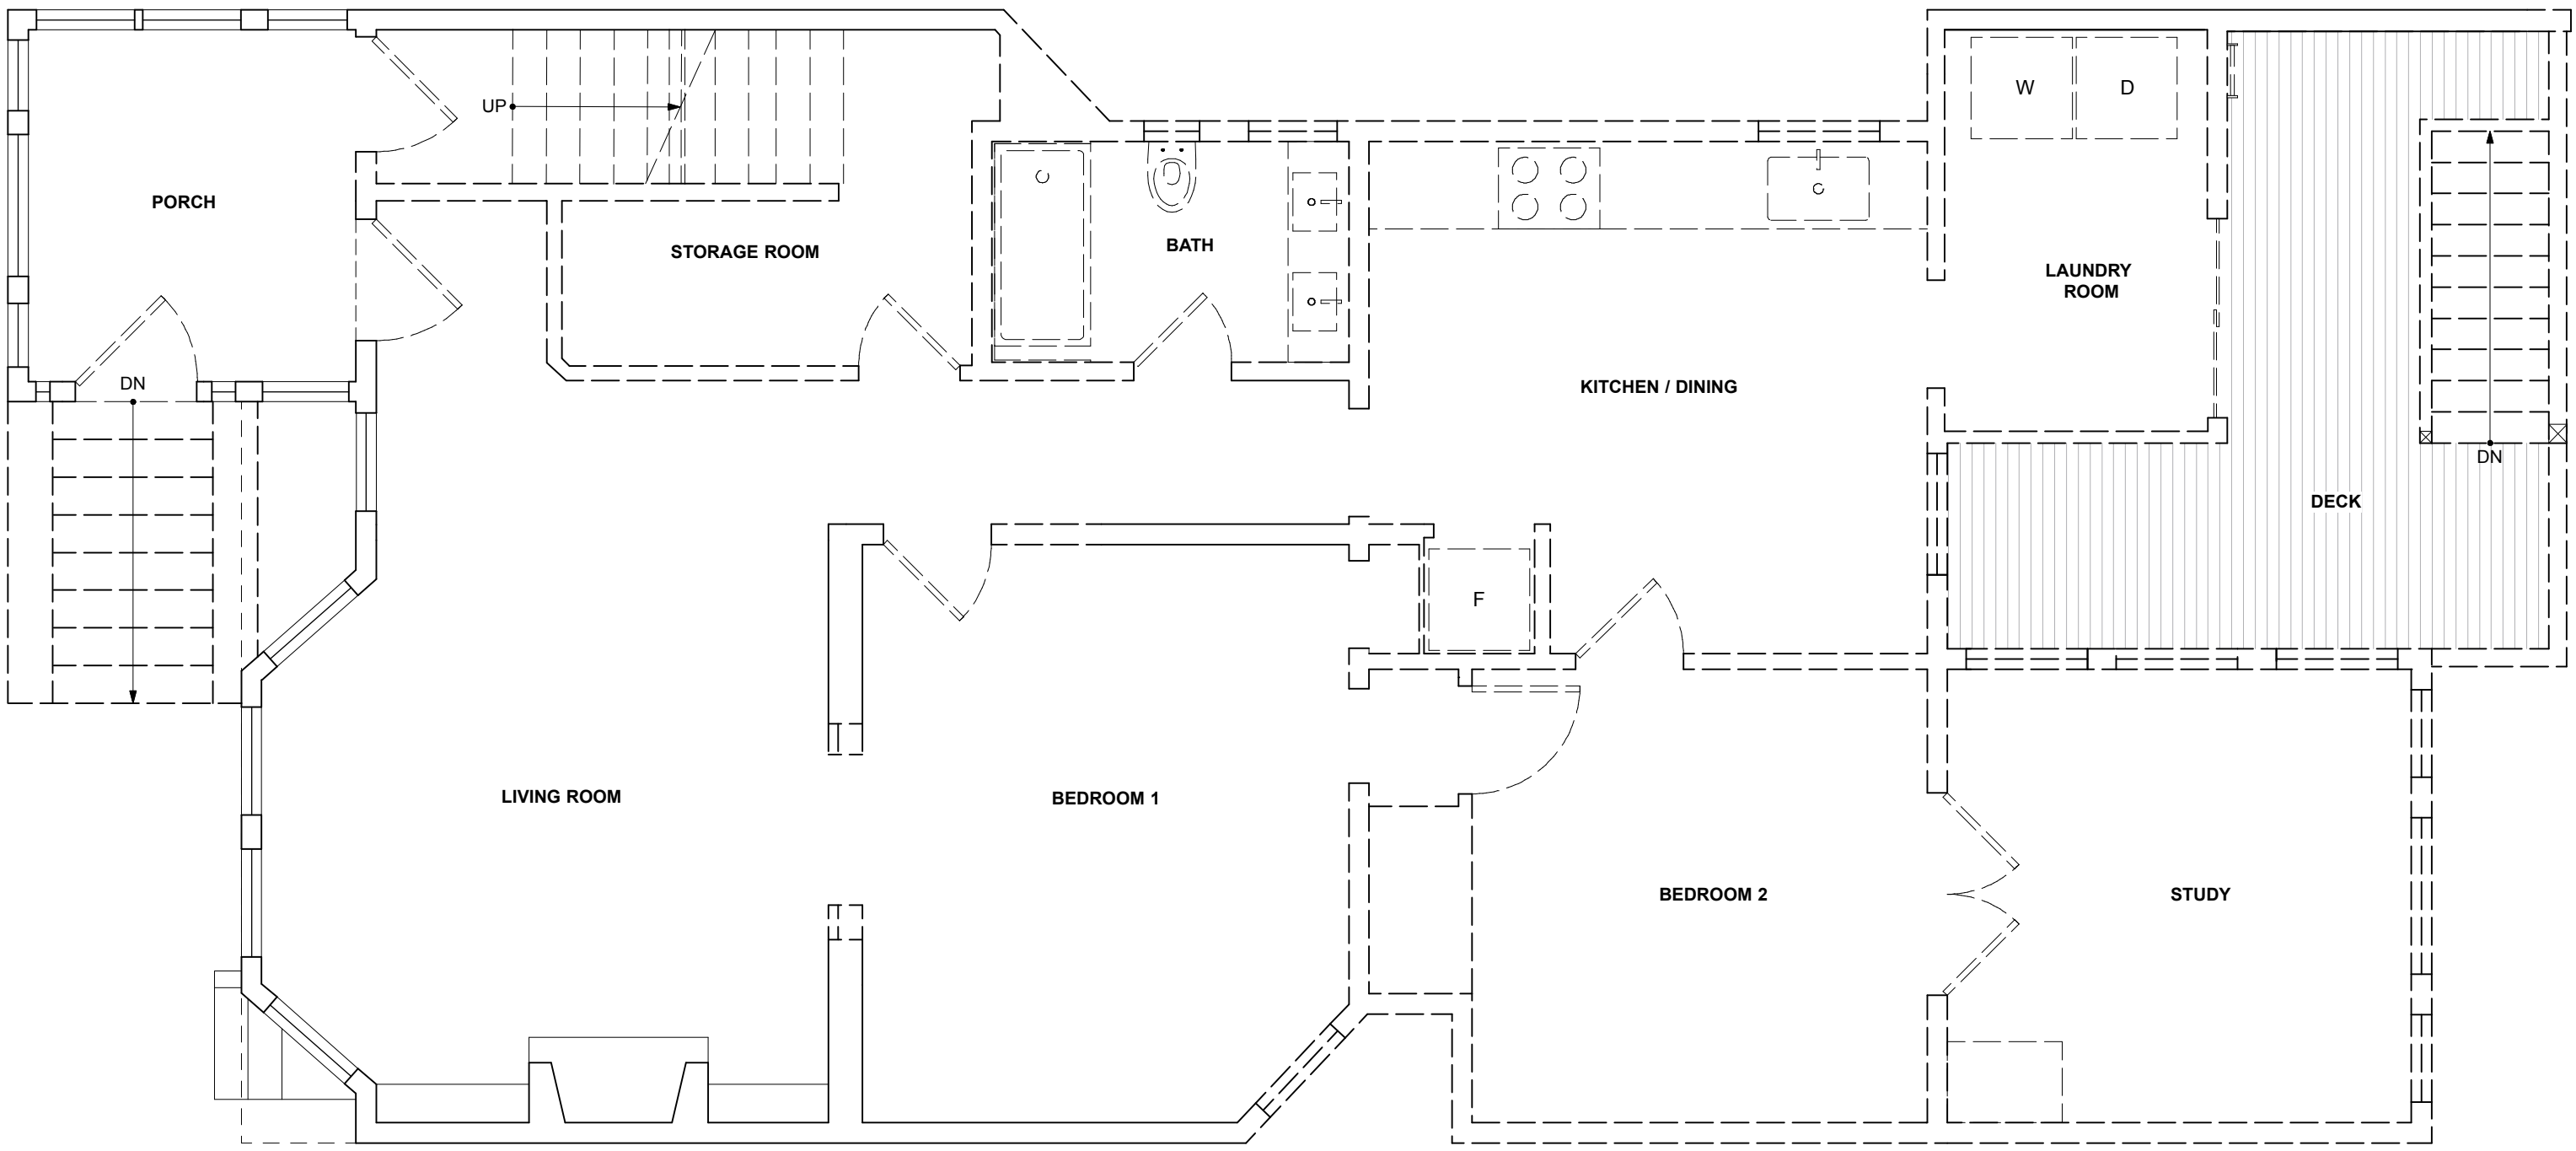 W
D
UP
PORCH
STORAGE ROOM
BATH
LAUNDRY
ROOM
DN
KITCHEN / DINING
DN
DECK
F
LIVING ROOM
BEDROOM 1
BEDROOM 2
STUDY